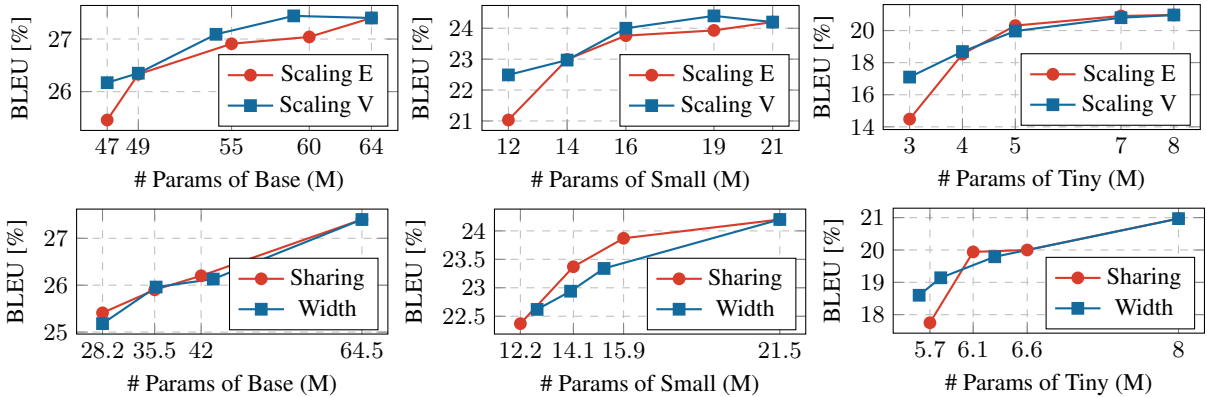 BLEU [%]
27
26
47 49 55 60 64
Scaling E
Scaling V
# Params of Base (M)
BLEU [%]
24
23
22
21
12 14 16 19 21
Scaling E
Scaling V
# Params of Small (M)
BLEU [%]
20
18
16
14
3 4 5 7 8
Scaling E
Scaling V
# Params of Tiny (M)
BLEU [%]
27
26
25
28.2 35.5 42 64.5
Sharing
Width
# Params of Base (M)
BLEU [%]
24
23.5
23
22.5
12.2 14.1 15.9 21.5
Sharing
Width
# Params of Small (M)
BLEU [%]
21
20
19
18
5.7 6.1 6.6 8
Sharing
Width
# Params of Tiny (M)